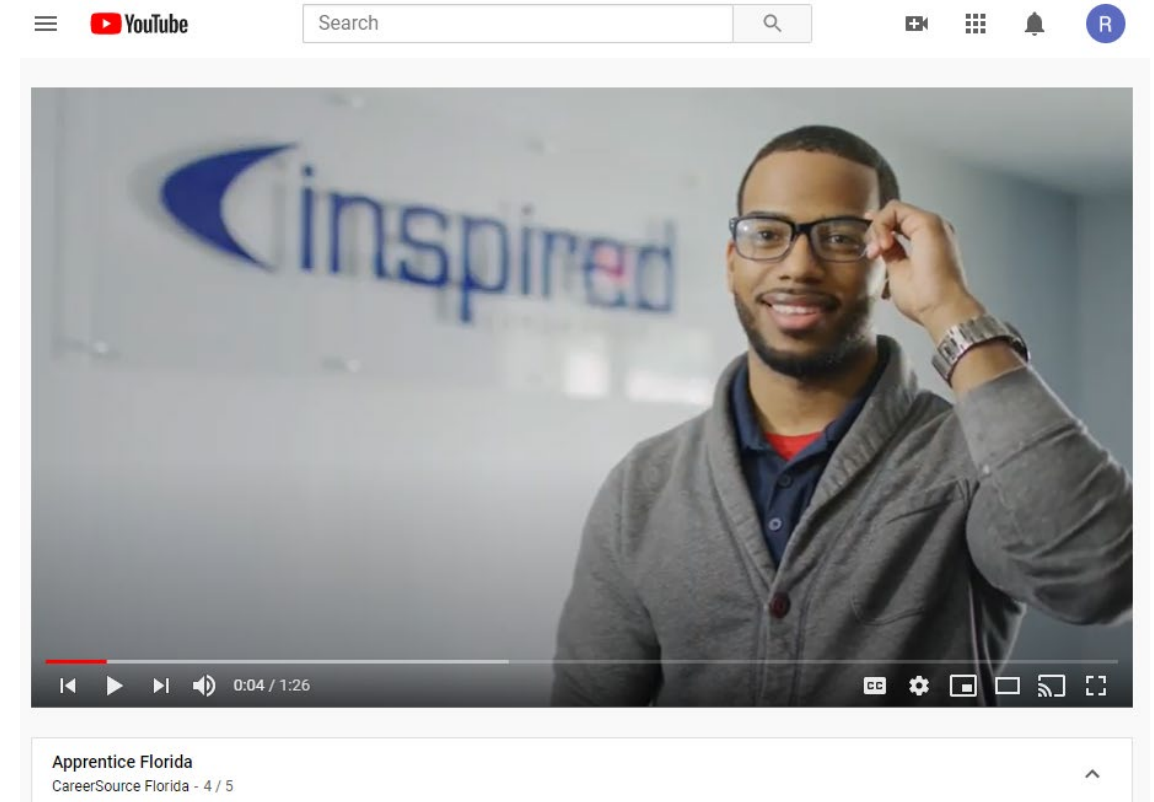 YouTube
Search
R
inspired
0:04 / 1:26
CC
Apprentice Florida
CareerSource Florida - 4 / 5